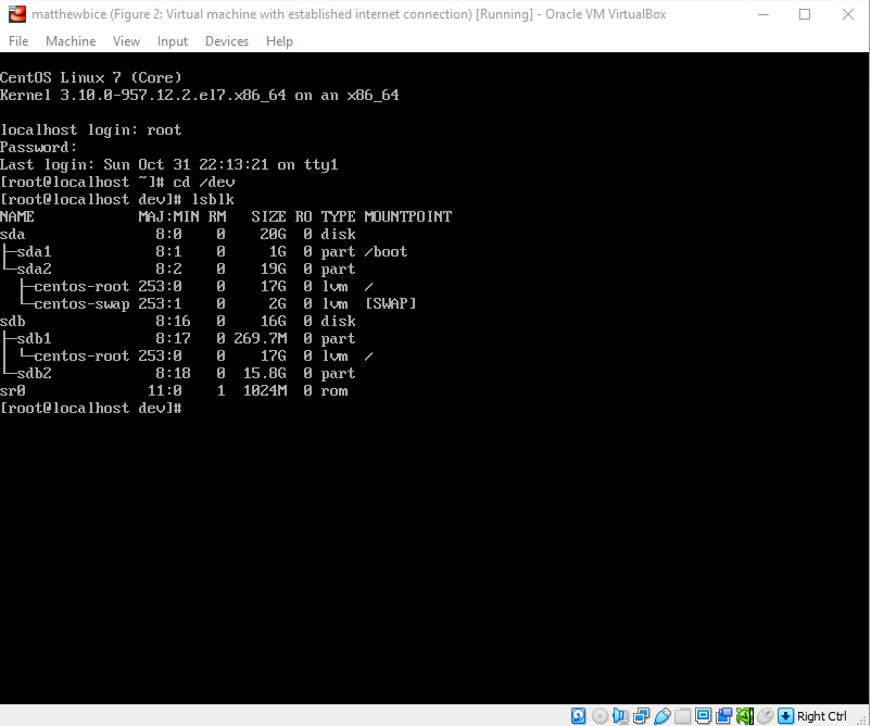 matthewbice (Figure 2: Virtual machine with established internet connection) [Running] - Oracle VM VirtualBox
File Machine View Input Devices Help
CentOS Linux 7 (Core)
Kernel 3.10.0-957.12.2.el7.x86_64 on an x86_64
localhost login: root
Password:
Last login: Sun Oct 31 22:13:21 on tty1
[root@localhost ~]# cd /dev
[root@localhost dev]# lsblk
NAME            MAJ:MIN RM   SIZE RO TYPE MOUNTPOINT
sda               8:0    0    20G  0 disk
├─sda1            8:1    0     1G  0 part /boot
└─sda2            8:2    0    19G  0 part
  ├─centos-root 253:0    0    17G  0 lvm  /
  └─centos-swap 253:1    0     2G  0 lvm  [SWAP]
sdb               8:16   0    16G  0 disk
├─sdb1            8:17   0 269.7M  0 part
│ └─centos-root 253:0    0    17G  0 lvm  /
└─sdb2            8:18   0  15.8G  0 part
sr0              11:0    1  1024M  0 rom
[root@localhost dev]#
Right Ctrl